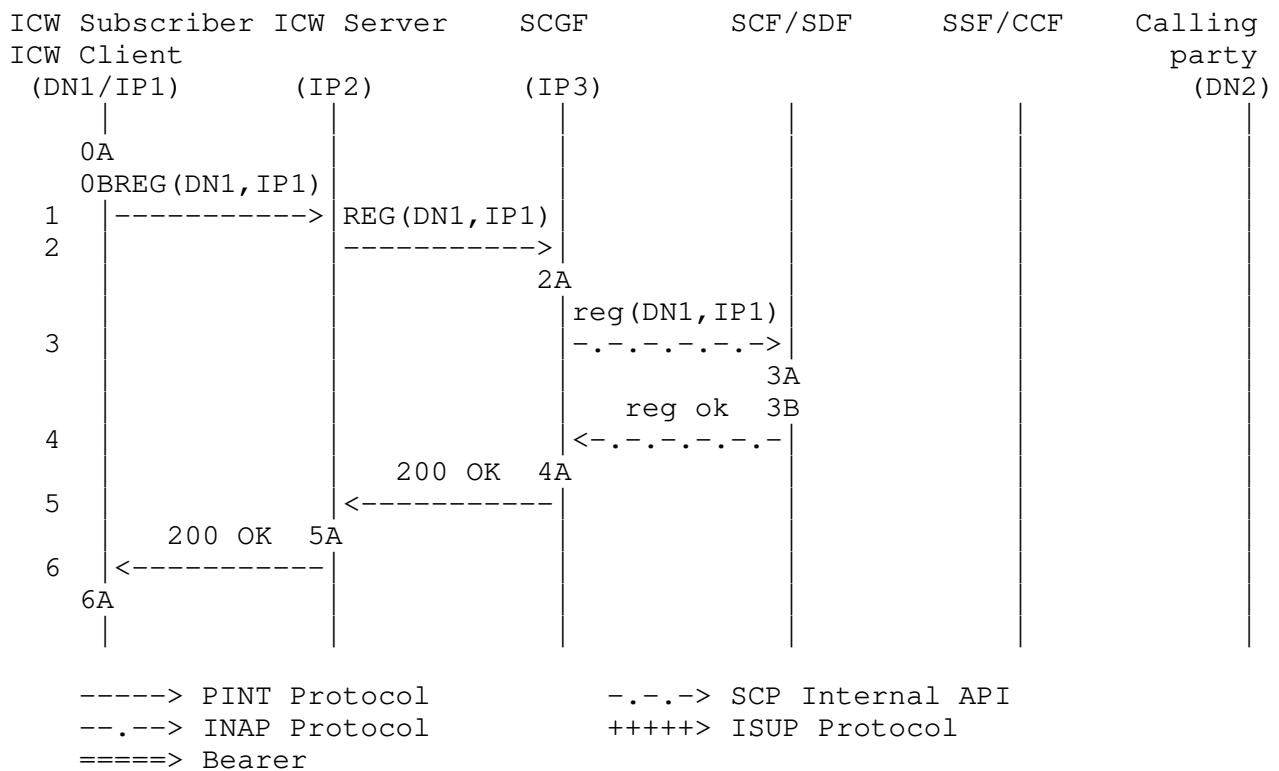 ICW Subscriber ICW Server    SCGF          SCF/SDF      SSF/CCF    Calling
ICW Client                                                         party
 (DN1/IP1)      (IP2)        (IP3)                                  (DN2)
     |            |            |            |            |            |
    0A            |            |            |            |            |
    0BREG(DN1,IP1)|            |            |            |            |
  1  |----------->|REG(DN1,IP1)|            |            |            |
  2  |            |----------->|            |            |            |
     |            |           2A            |            |            |
     |            |            |reg(DN1,IP1)|            |            |
  3  |            |            |-.-.-.-.-.->|            |            |
     |            |            |           3A            |            |
     |            |            |   reg ok  3B            |            |
  4  |            |            |<-.-.-.-.-.-|            |            |
     |            |   200 OK  4A            |            |            |
  5  |            |<-----------|            |            |            |
     |   200 OK  5A            |            |            |            |
  6  |<-----------|            |            |            |            |
    6A            |            |            |            |            |
     |            |            |            |            |            |
    -----> PINT Protocol          -.-.-> SCP Internal API
    --.--> INAP Protocol          +++++> ISUP Protocol
    =====> Bearer